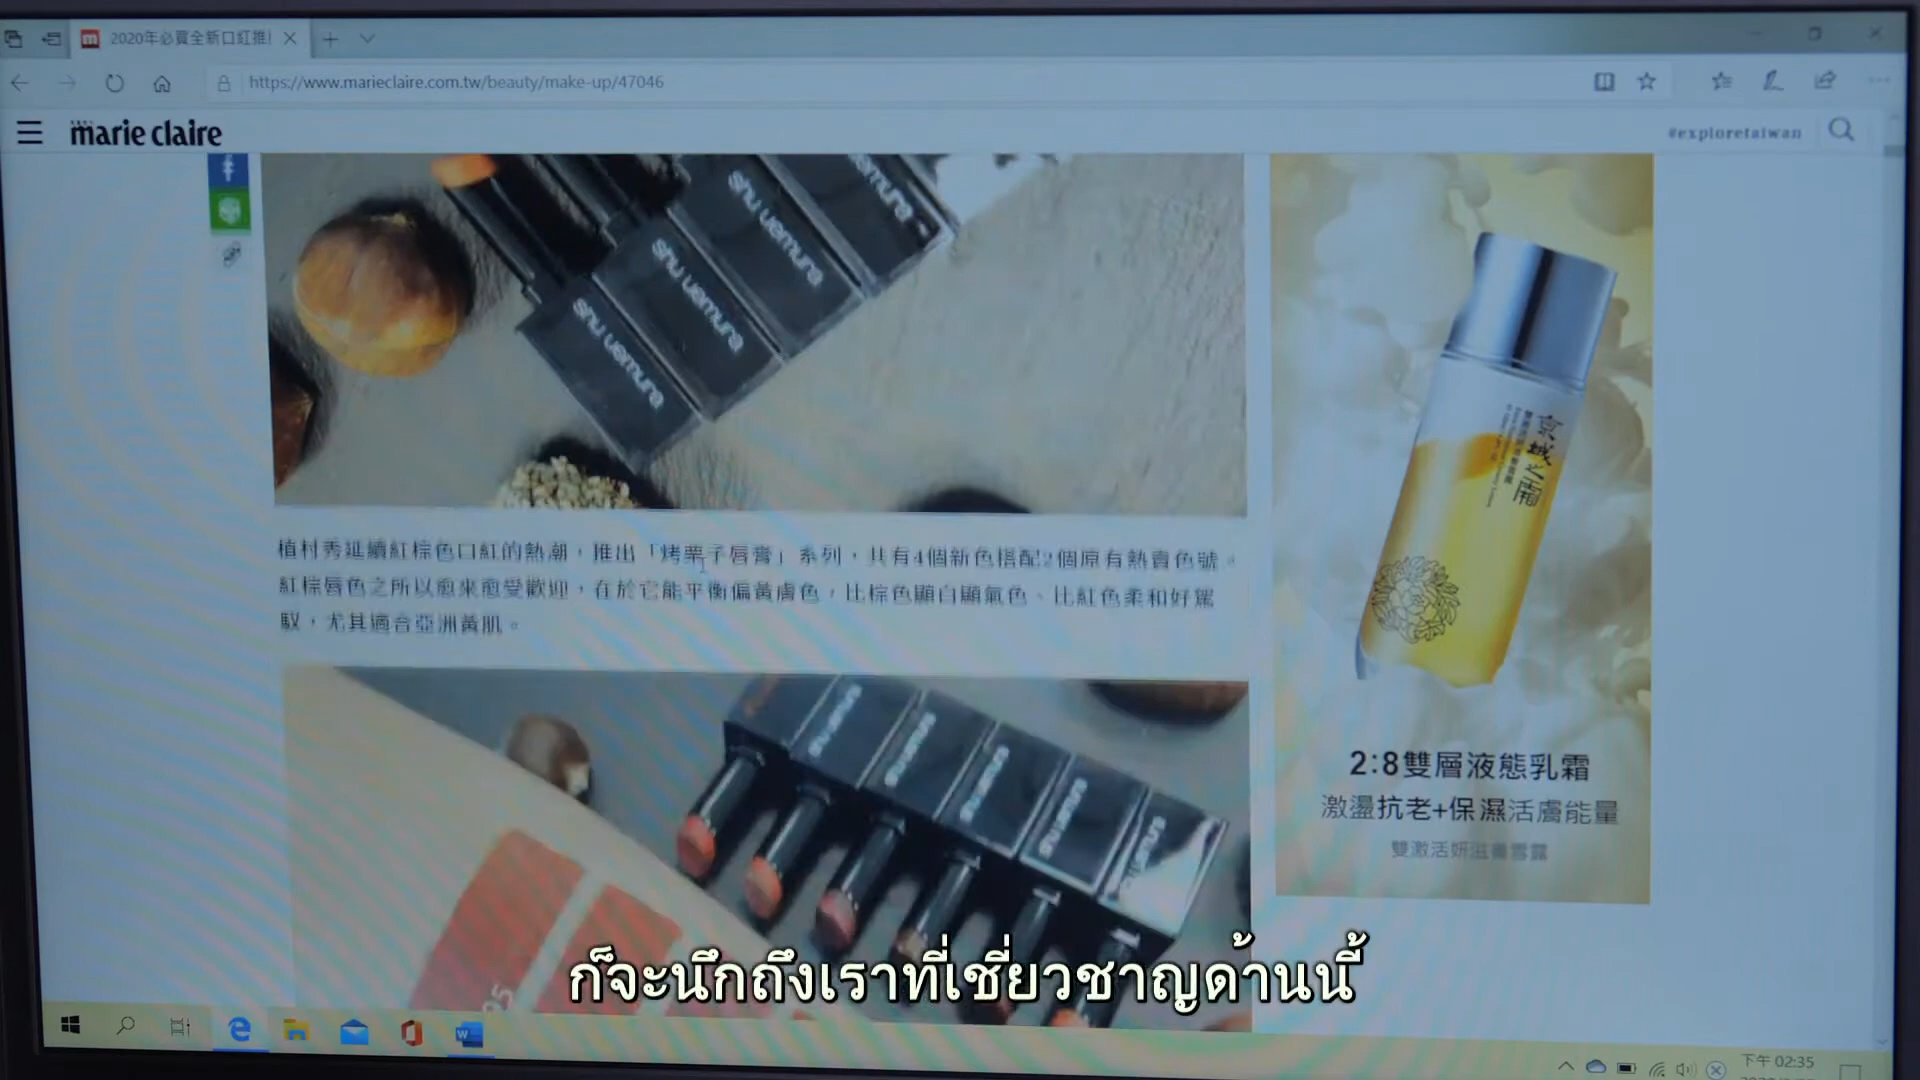 2020年必買全新口紅推
https://www.marieclaire.com.tw/beauty/make-up/47046
marie claire
#exploretaiwan
shu uemura
shu uemura
shu uemura
uemura
京城之霜
植村秀延續紅棕色口紅的熱潮，推出「烤栗子唇膏」系列，共有4個新色搭配2個原有熱賣色號。
紅棕唇色之所以愈來愈受歡迎，在於它能平衡偏黃膚色，比棕色顯白顯氣色、比紅色柔和好駕
馭，尤其適合亞洲黃肌。
2:8雙層液態乳霜
激盪抗老+保濕活膚能量
ก็จะนึกถึงเราที่เชี่ยวชาญด้านนี้
下午 02:35